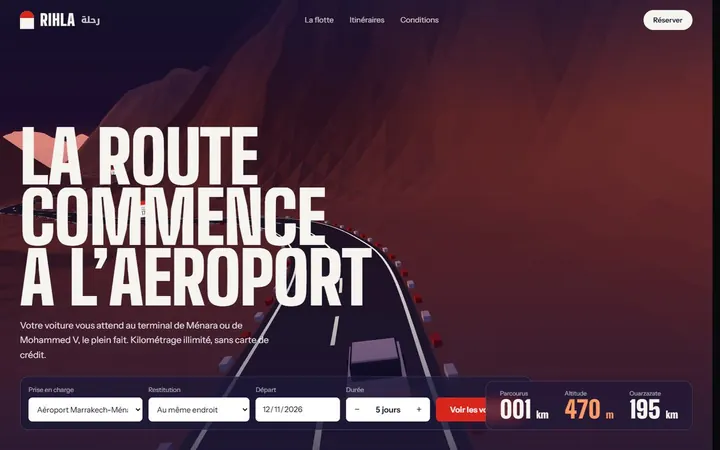 RIHLA رحلة
La flotte
Itinéraires
Conditions
Réserver
LA ROUTE
COMMENCE
A L’AEROPORT
Votre voiture vous attend au terminal de Ménara ou de
Mohammed V, le plein fait. Kilométrage illimité, sans carte de
crédit.
Prise en charge
Restitution
Départ
Durée
Aéroport Marrakech-Ména
Au même endroit
12/11/2026
− 5 jours +
Voir les vo
Parcourus
Altitude
Ouarzazate
001 km
470 m
195 km